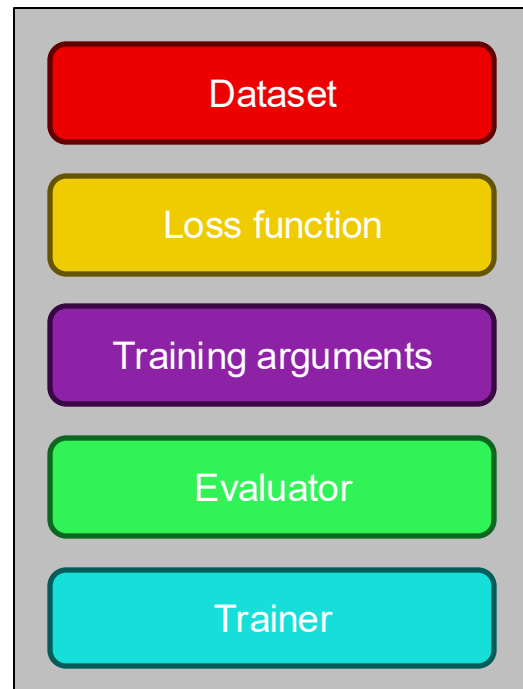 Dataset
Loss function
Training arguments
Evaluator
Trainer